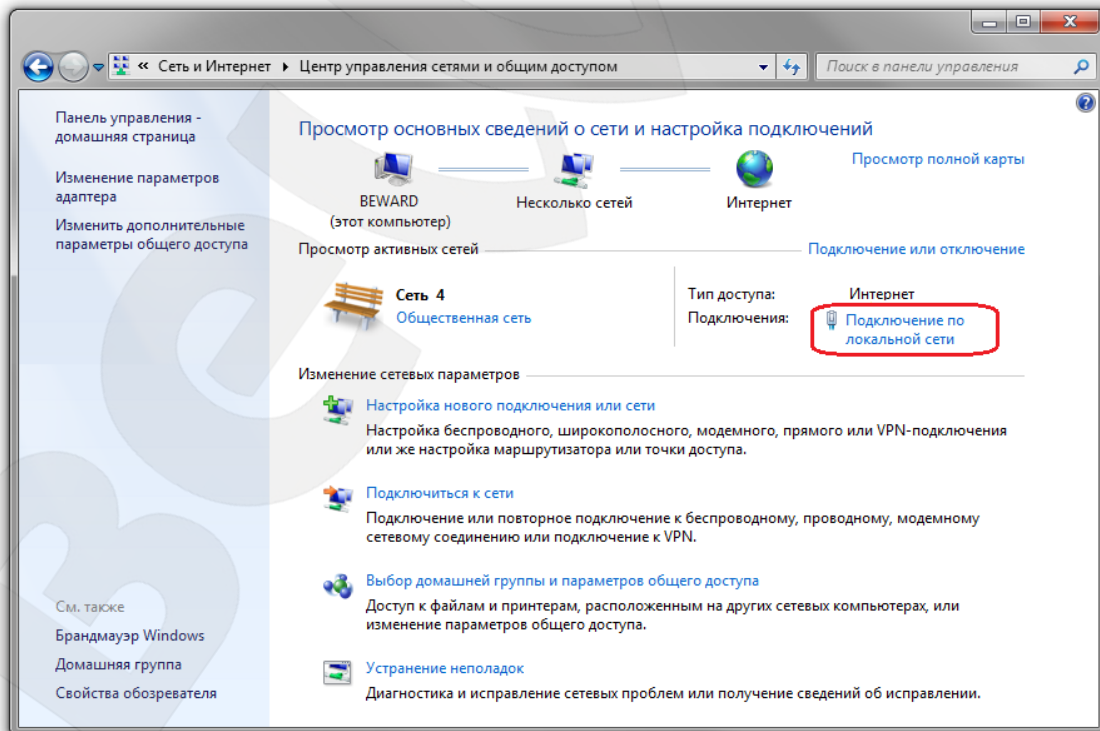 « Сеть и Интернет ▸ Центр управления сетями и общим доступом
Поиск в панели управления
Панель управления -
домашняя страница
Изменение параметров
адаптера
Изменить дополнительные
параметры общего доступа
См. также
Брандмауэр Windows
Домашняя группа
Свойства обозревателя
Просмотр основных сведений о сети и настройка подключений
Просмотр полной карты
BEWARD
(этот компьютер)
Несколько сетей
Интернет
Просмотр активных сетей
Подключение или отключение
Сеть 4
Общественная сеть
Тип доступа: Интернет
Подключения: Подключение по
локальной сети
Изменение сетевых параметров
Настройка нового подключения или сети
Настройка беспроводного, широкополосного, модемного, прямого или VPN-подключения
или же настройка маршрутизатора или точки доступа.
Подключиться к сети
Подключение или повторное подключение к беспроводному, проводному, модемному
сетевому соединению или подключение к VPN.
Выбор домашней группы и параметров общего доступа
Доступ к файлам и принтерам, расположенным на других сетевых компьютерах, или
изменение параметров общего доступа.
Устранение неполадок
Диагностика и исправление сетевых проблем или получение сведений об исправлении.